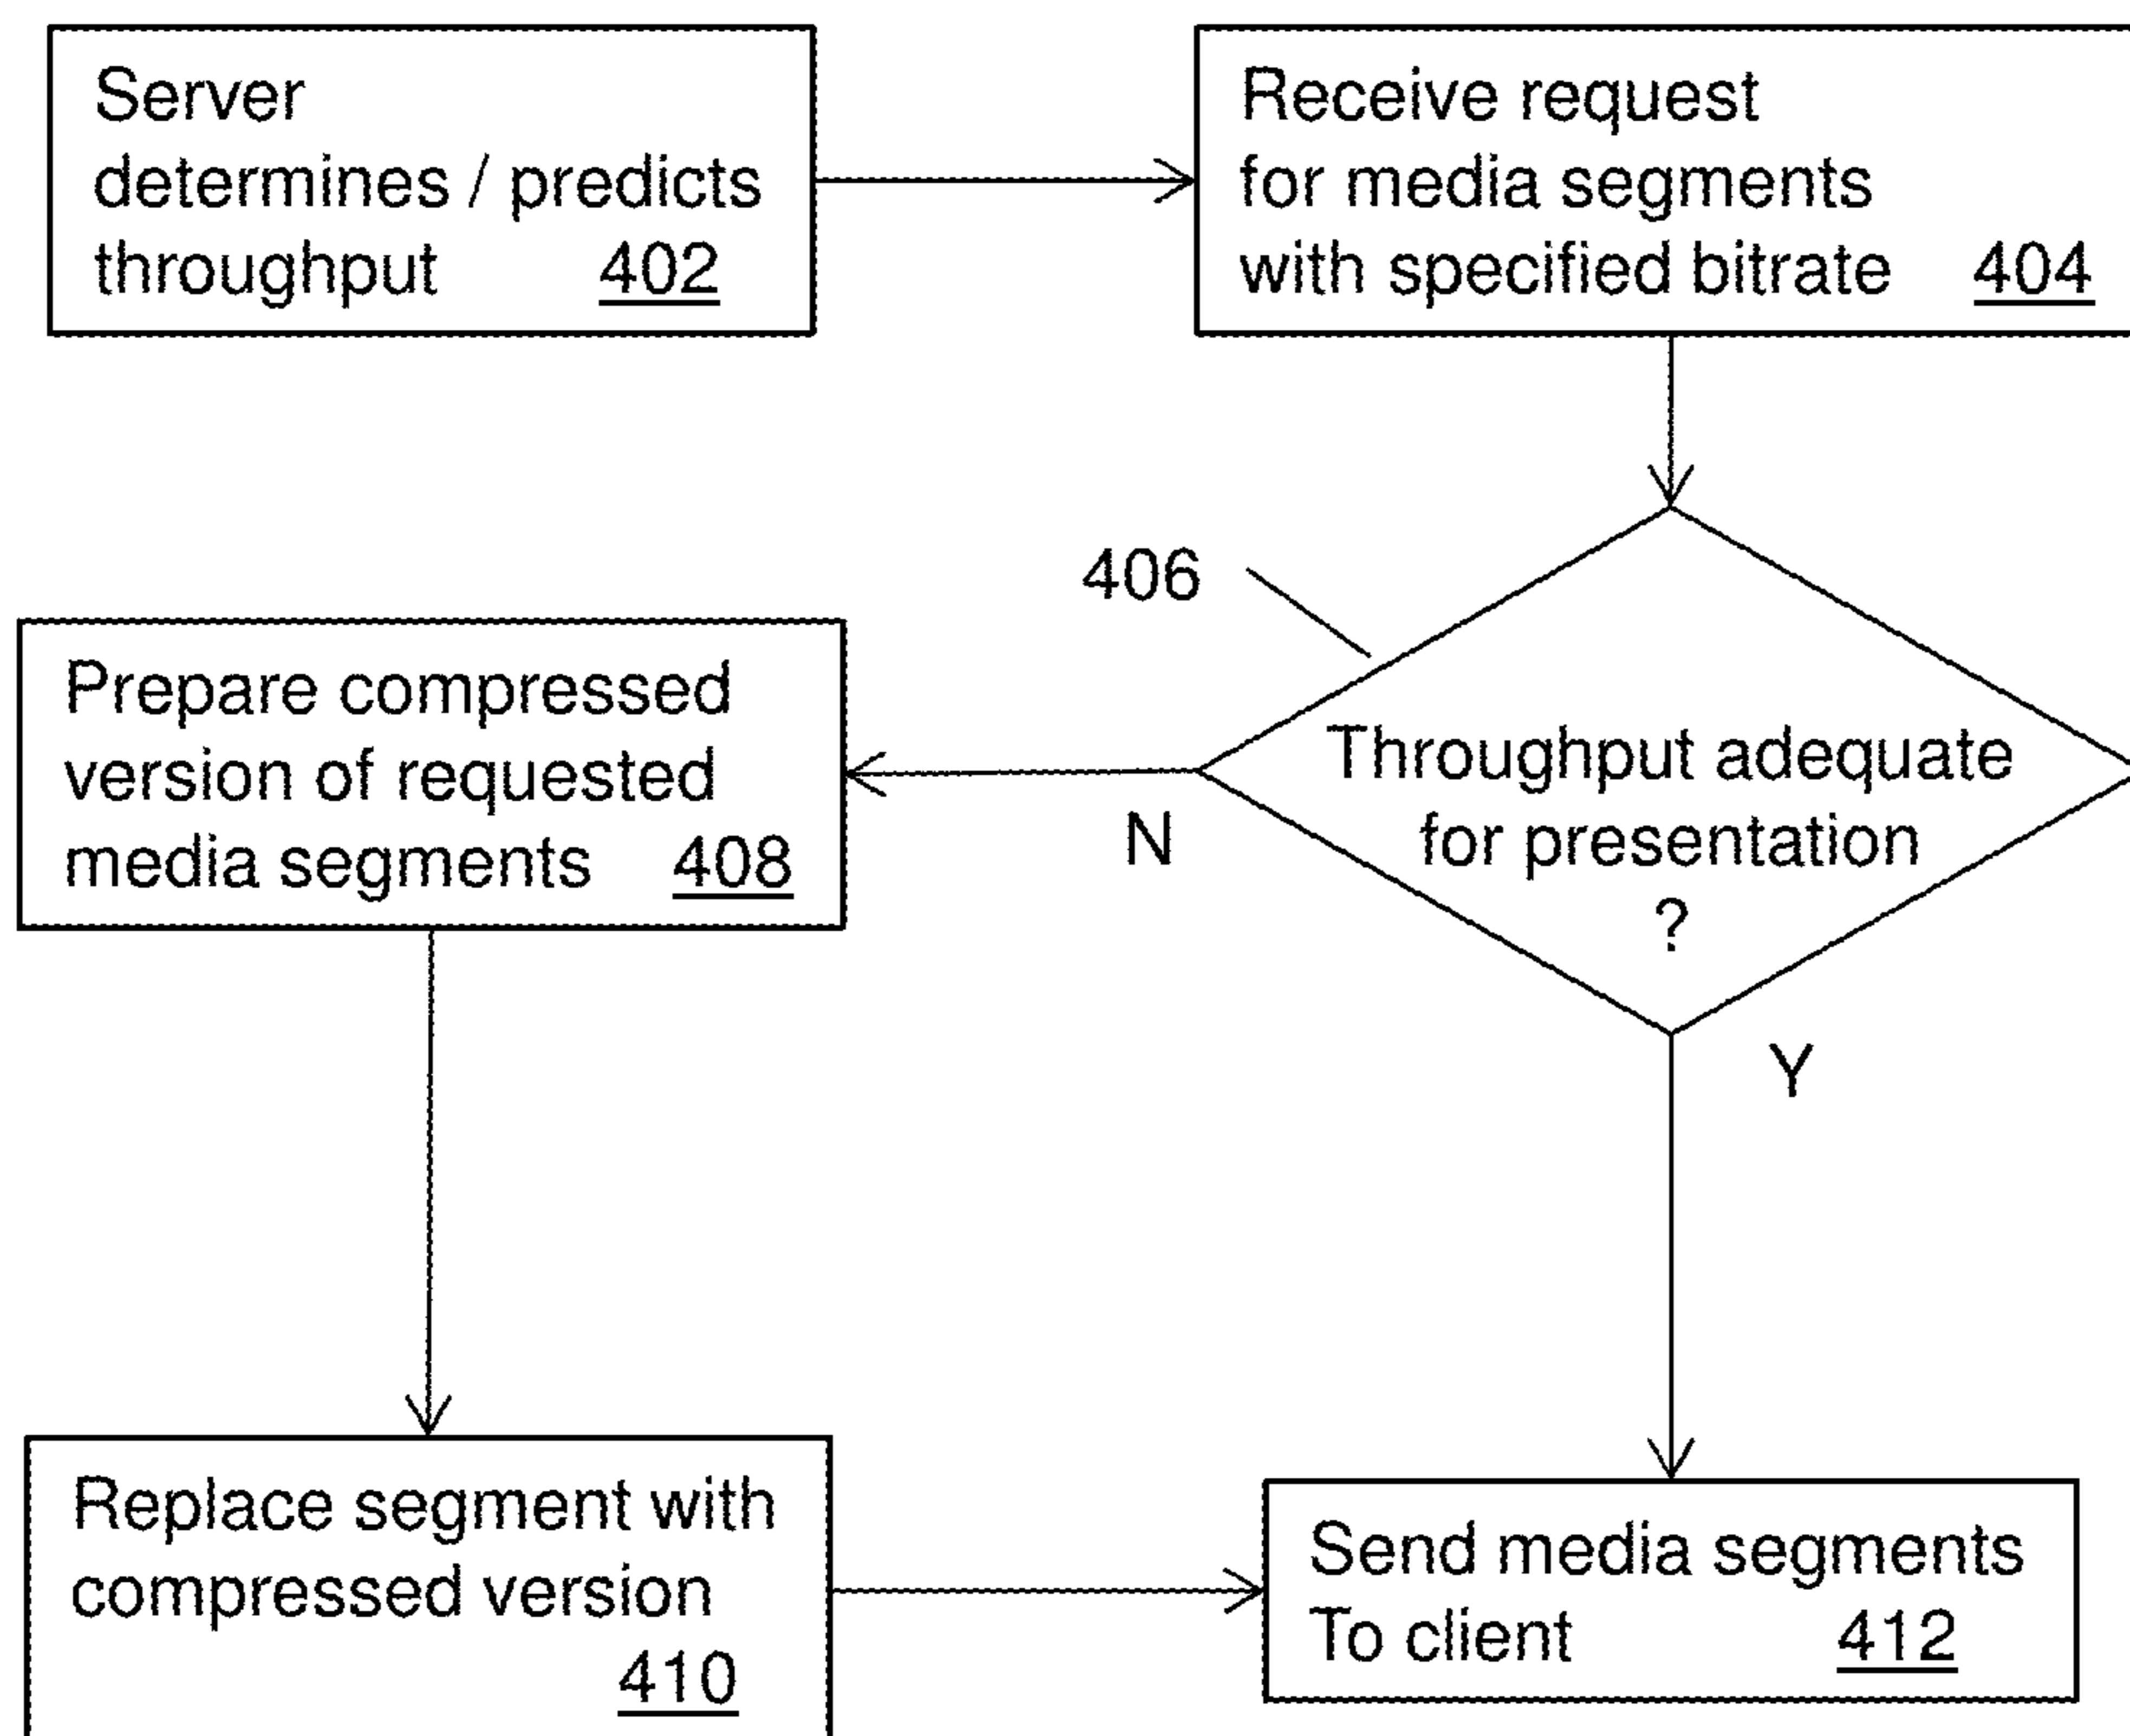 Server
determines / predicts
throughput 402
Receive request
for media segments
with specified bitrate 404
406
Throughput adequate
for presentation
?
N
Y
Prepare compressed
version of requested
media segments 408
Replace segment with
compressed version
410
Send media segments
To client 412